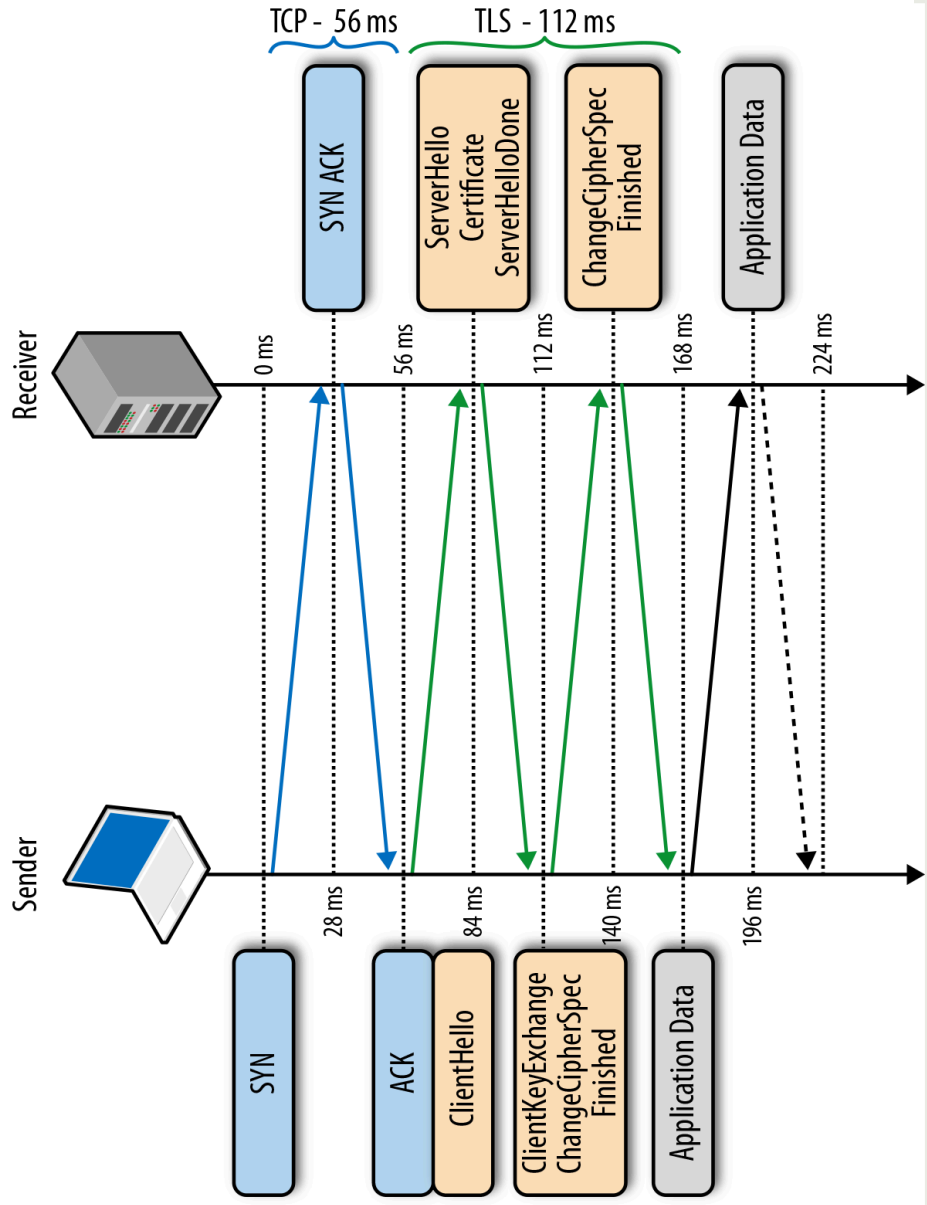 Sender
Receiver
TCP - 56 ms
TLS - 112 ms
SYN
0 ms
28 ms
SYN ACK
ACK
56 ms
ClientHello
84 ms
ServerHello
Certificate
ServerHelloDone
ClientKeyExchange
ChangeCipherSpec
Finished
112 ms
140 ms
ChangeCipherSpec
Finished
Application Data
168 ms
196 ms
Application Data
224 ms